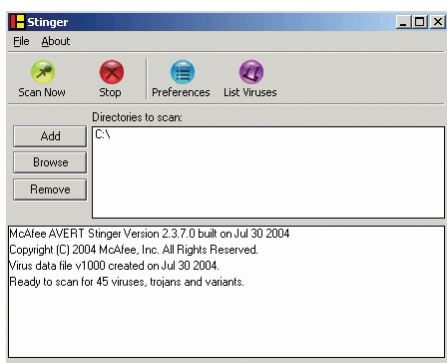 Stinger
File About
Scan Now Stop Preferences List Viruses
Directories to scan:
Add
Browse
Remove
C:\
McAfee AVERT Stinger Version 2.3.7.0 built on Jul 30 2004
Copyright (C) 2004 McAfee, Inc. All Rights Reserved.
Virus data file v1000 created on Jul 30 2004.
Ready to scan for 45 viruses, trojans and variants.